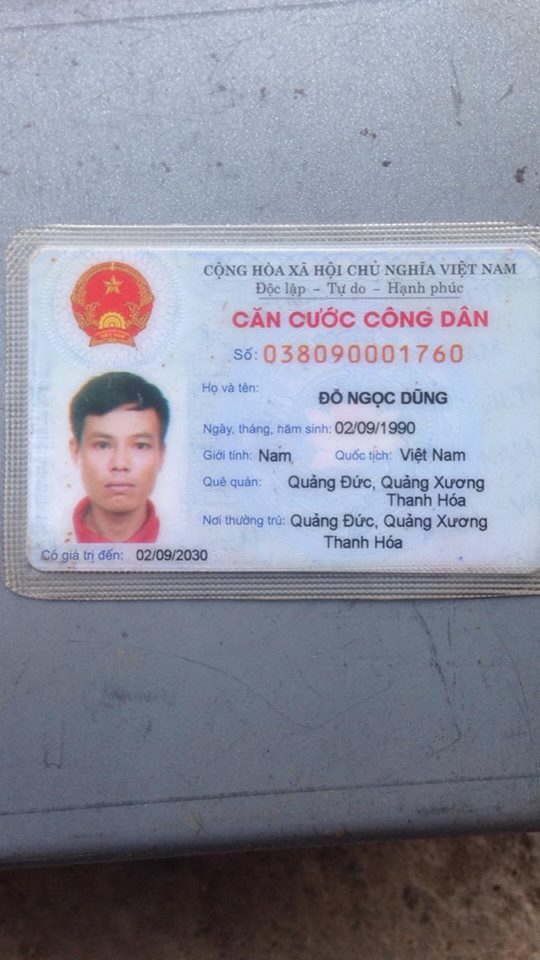 CỘNG HÒA XÃ HỘI CHỦ NGHĨA VIỆT NAM
Độc lập - Tự do - Hạnh phúc
CĂN CƯỚC CÔNG DÂN
Số: 038090001760
Họ và tên:
ĐỖ NGỌC DŨNG
Ngày, tháng, năm sinh: 02/09/1990
Giới tính: Nam Quốc tịch: Việt Nam
Quê quán: Quảng Đức, Quảng Xương
Thanh Hóa
Nơi thường trú: Quảng Đức, Quảng Xương
Thanh Hóa
Có giá trị đến: 02/09/2030